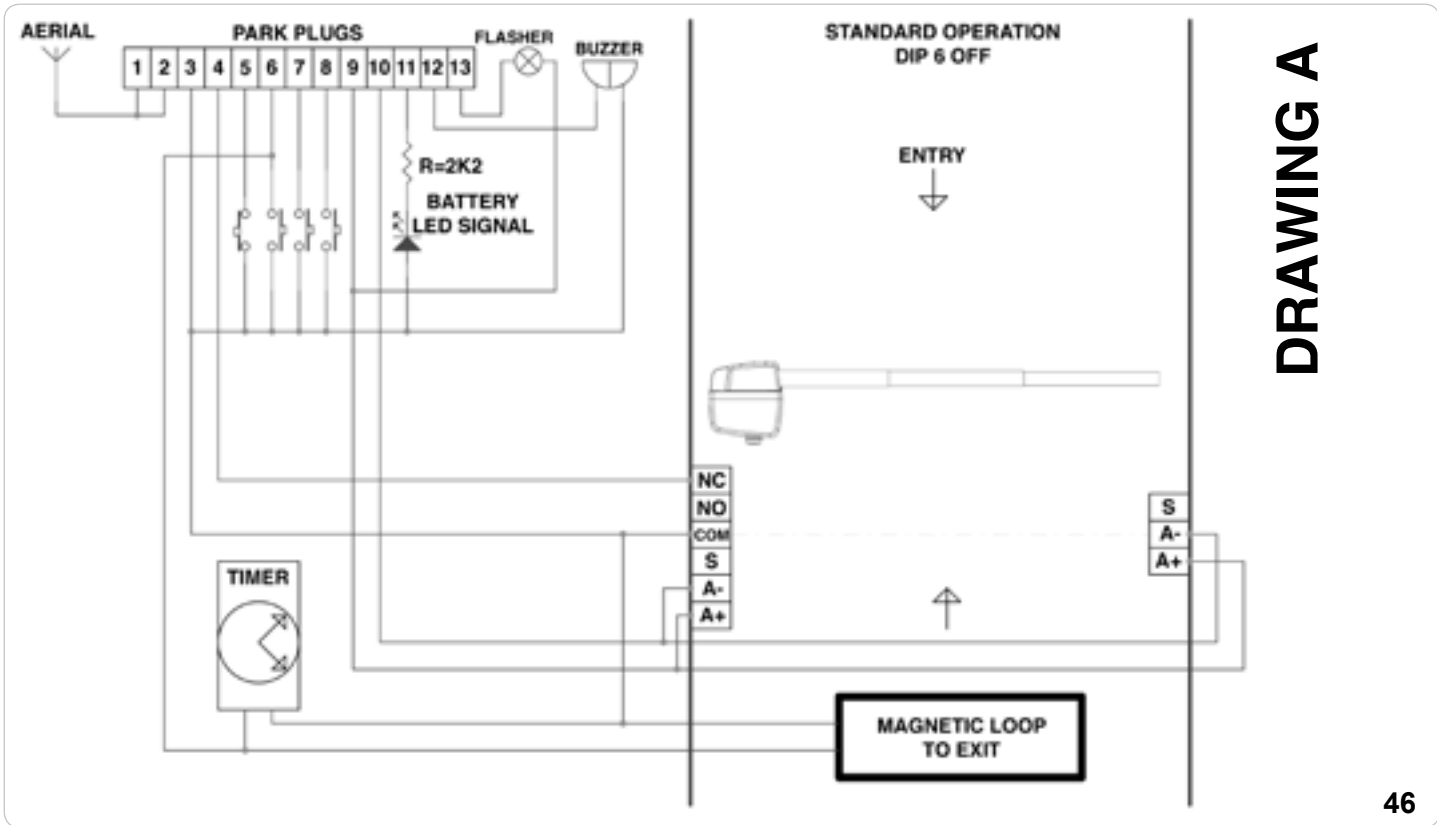 AERIAL
PARK PLUGS
FLASHER
BUZZER
1 2 3 4 5 6 7 8 9 10 11 12 13
R=2K2
BATTERY
LED SIGNAL
STANDARD OPERATION
DIP 6 OFF
ENTRY
DRAWING A
NC
NO
COM
S
A-
A+
S
A-
A+
TIMER
MAGNETIC LOOP
TO EXIT
46